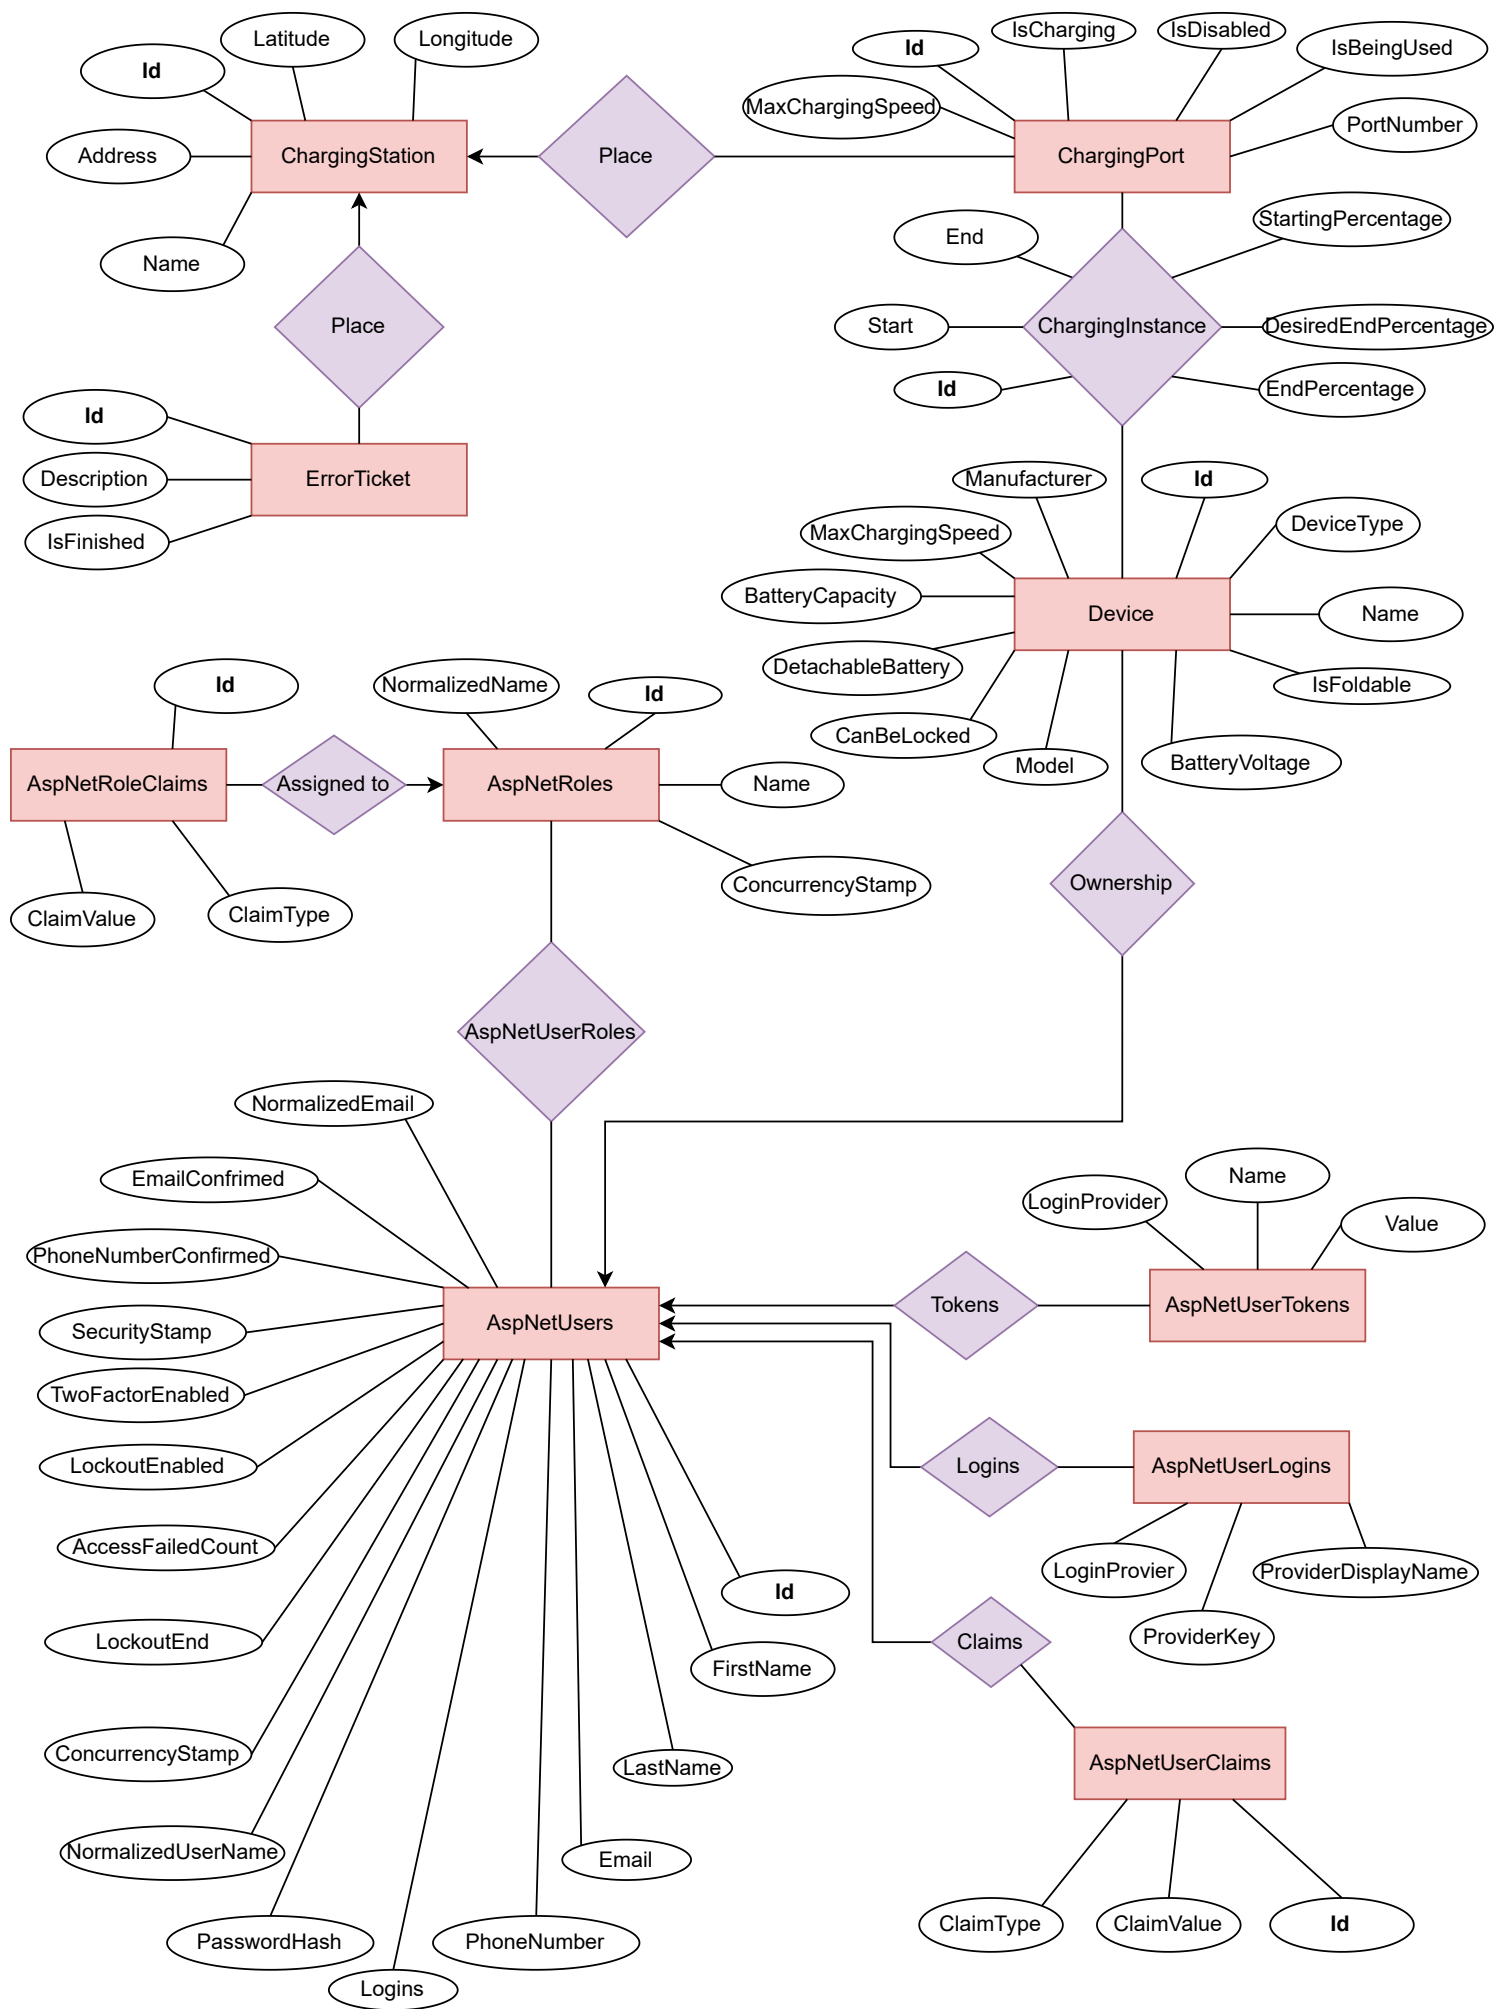 Latitude
Longitude
Id
Address
ChargingStation
Name
Place
Place
Id
Description
ErrorTicket
IsFinished
Id
IsCharging
IsDisabled
IsBeingUsed
MaxChargingSpeed
PortNumber
ChargingPort
End
StartingPercentage
Start
ChargingInstance
DesiredEndPercentage
Id
EndPercentage
Manufacturer
Id
MaxChargingSpeed
DeviceType
BatteryCapacity
Device
Name
DetachableBattery
IsFoldable
CanBeLocked
Model
BatteryVoltage
Id
NormalizedName
Id
AspNetRoleClaims
Assigned to
AspNetRoles
Name
ClaimValue
ClaimType
ConcurrencyStamp
Ownership
AspNetUserRoles
NormalizedEmail
EmailConfrimed
PhoneNumberConfirmed
SecurityStamp
AspNetUsers
TwoFactorEnabled
LockoutEnabled
AccessFailedCount
LockoutEnd
ConcurrencyStamp
NormalizedUserName
PasswordHash
Logins
PhoneNumber
Email
LastName
FirstName
Id
LoginProvider
Name
Value
Tokens
AspNetUserTokens
Logins
AspNetUserLogins
LoginProvier
ProviderDisplayName
ProviderKey
Claims
AspNetUserClaims
ClaimType
ClaimValue
Id